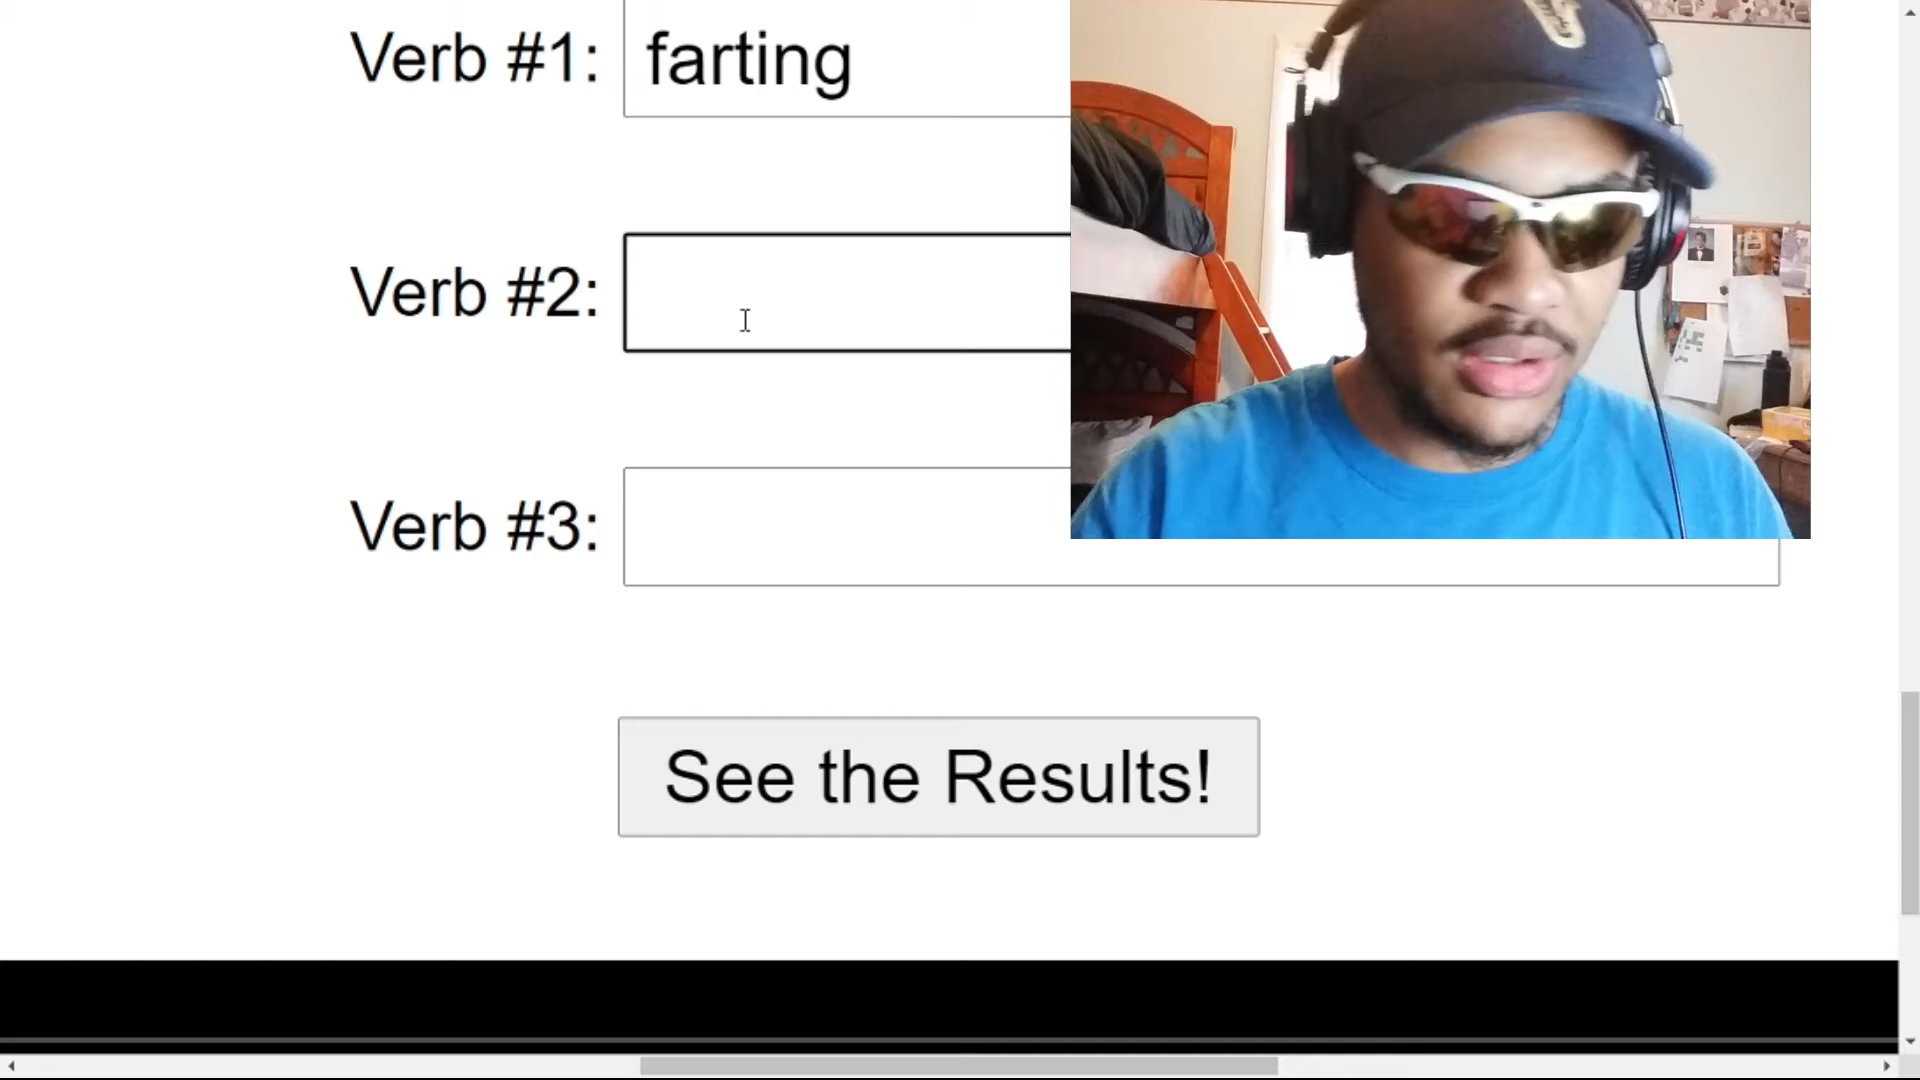 Verb #1: farting
Verb #2:
Verb #3:
See the Results!